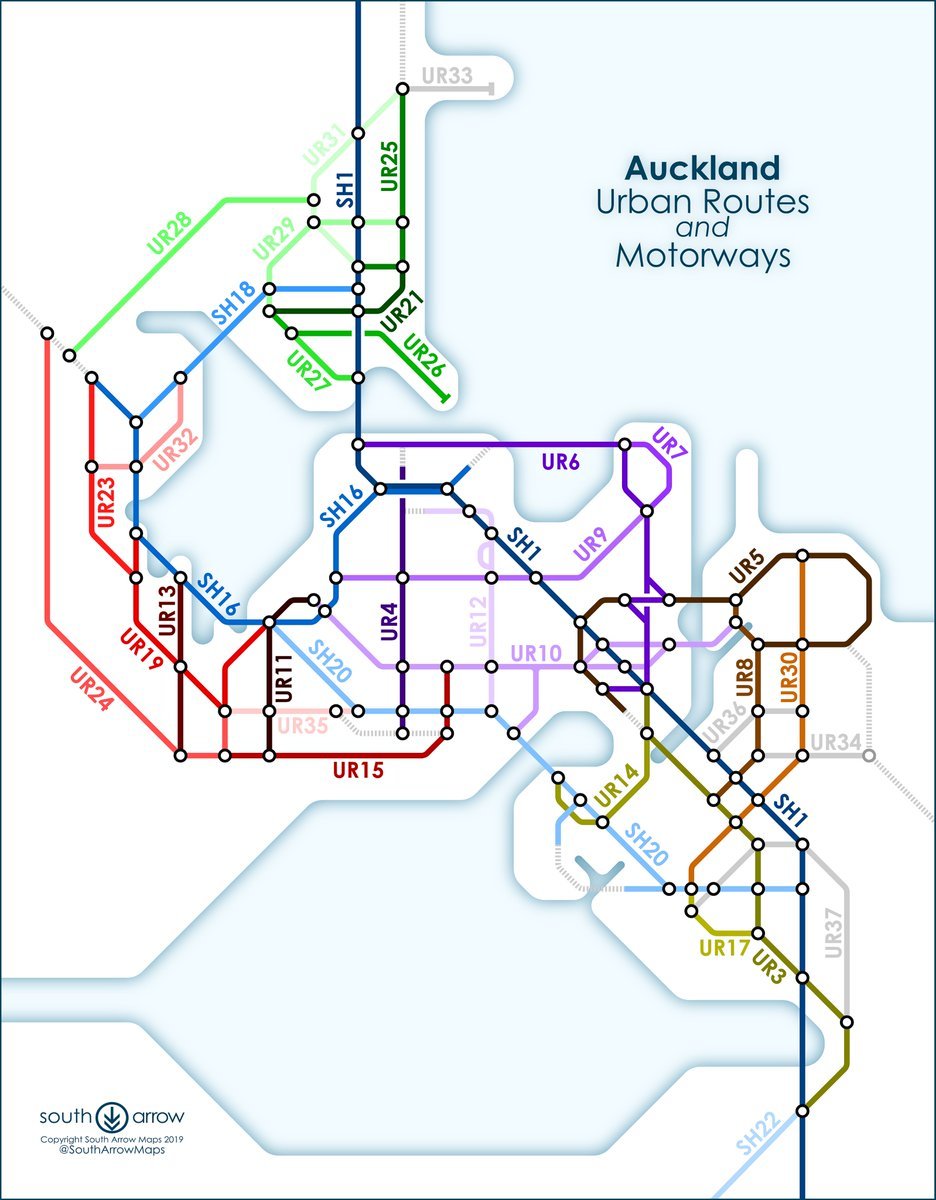 UR33
UR31
UR25
SH1
Auckland
Urban Routes
and
Motorways
UR28
UR29
SH18
UR21
UR26
UR27
UR32
UR6
UR7
UR23
SH16
SH1
UR9
UR5
UR13
SH16
UR4
UR12
UR19
UR11
SH20
UR10
UR8
UR30
UR24
UR35
UR36
UR34
UR15
UR14
SH1
SH20
UR37
UR17
UR3
SH22
south arrow
Copyright South Arrow Maps 2019
@SouthArrowMaps